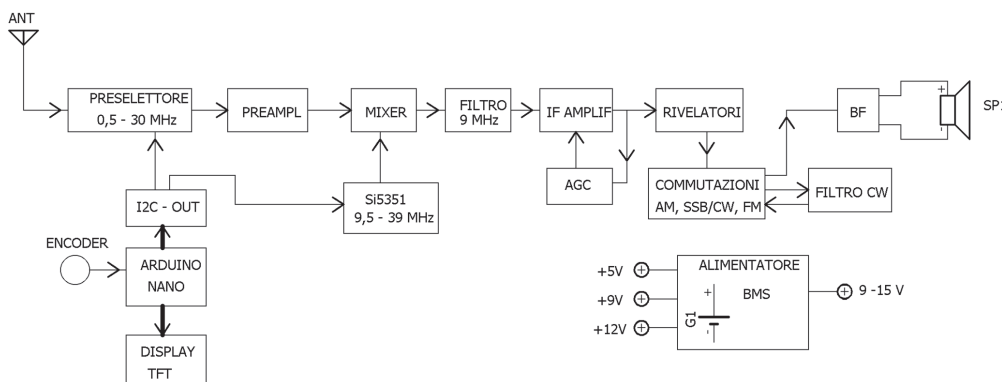 ANT
PRESELETTORE
0,5 - 30 MHz
PREAMPL
MIXER
FILTRO
9 MHz
IF AMPLIF
RIVELATORI
BF
+
-
SP1
I2C - OUT
Si5351
9,5 - 39 MHz
AGC
COMMUTAZIONI
AM, SSB/CW, FM
FILTRO CW
ENCODER
ARDUINO
NANO
DISPLAY
TFT
ALIMENTATORE
BMS
+5V
+9V
+12V
+
G1
-
9 -15 V